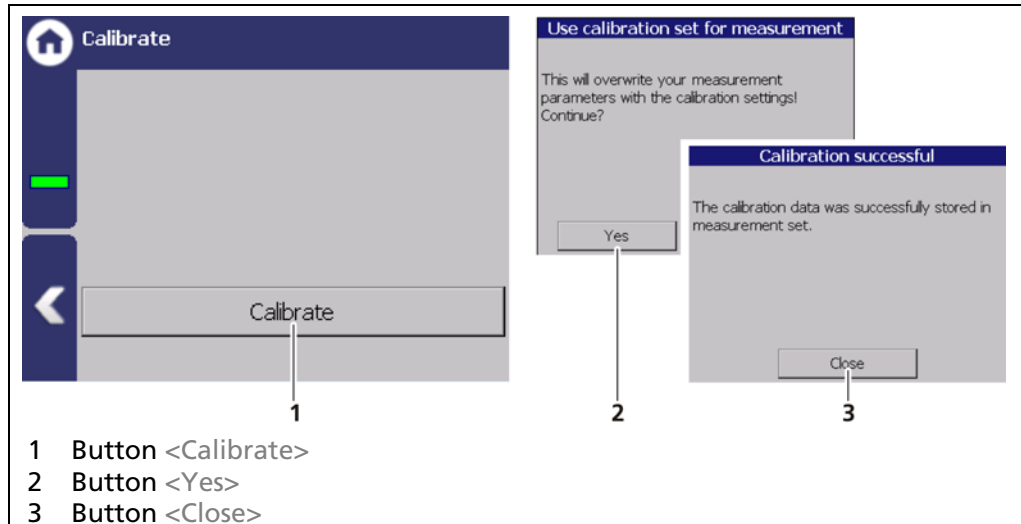 Calibrate
Calibrate
Use calibration set for measurement
This will overwrite your measurement
parameters with the calibration settings!
Continue?
Yes
Calibration successful
The calibration data was successfully stored in
measurement set.
Close
1
2
3
1 Button <Calibrate>
2 Button <Yes>
3 Button <Close>